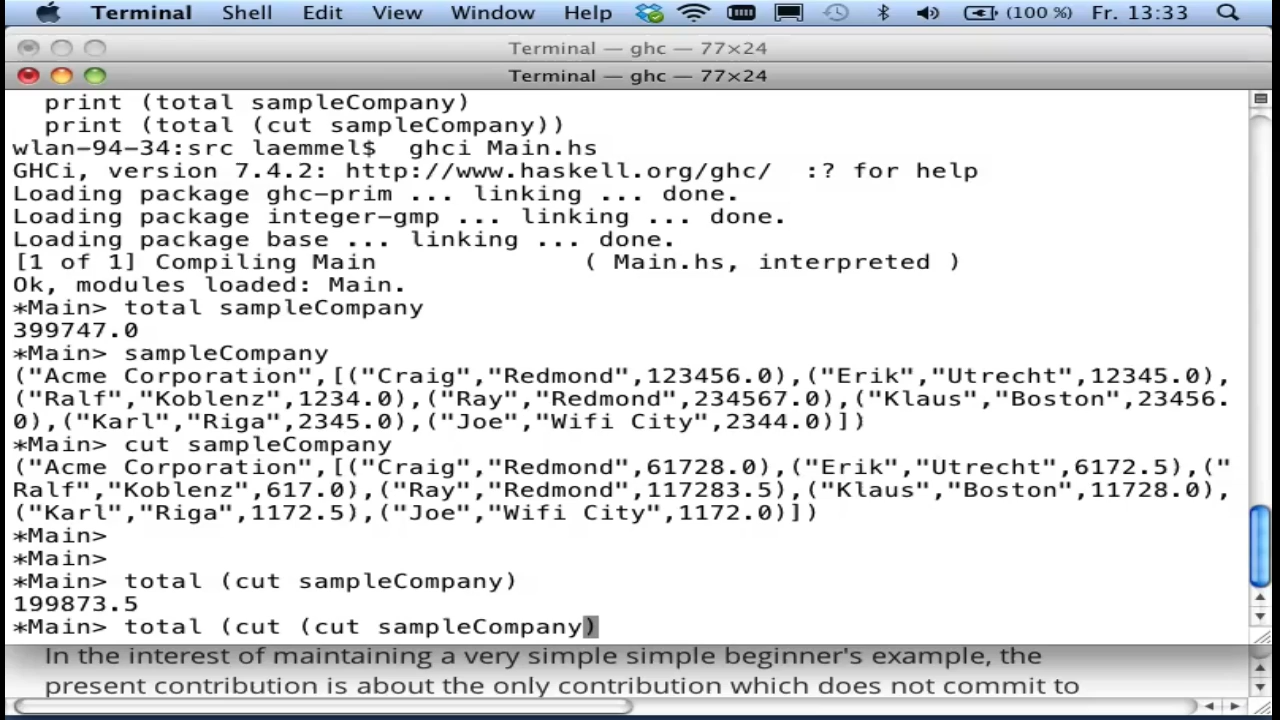 Terminal Shell Edit View Window Help (100 %) Fr. 13:33
Terminal — ghc — 77×24
Terminal — ghc — 77×24
print (total sampleCompany)
print (total (cut sampleCompany))
wlan-94-34:src laemmel$  ghci Main.hs
GHCi, version 7.4.2: http://www.haskell.org/ghc/  :? for help
Loading package ghc-prim ... linking ... done.
Loading package integer-gmp ... linking ... done.
Loading package base ... linking ... done.
[1 of 1] Compiling Main             ( Main.hs, interpreted )
Ok, modules loaded: Main.
*Main> total sampleCompany
399747.0
*Main> sampleCompany
("Acme Corporation",[("Craig","Redmond",123456.0),("Erik","Utrecht",12345.0),
("Ralf","Koblenz",1234.0),("Ray","Redmond",234567.0),("Klaus","Boston",23456.
0),("Karl","Riga",2345.0),("Joe","Wifi City",2344.0)])
*Main> cut sampleCompany
("Acme Corporation",[("Craig","Redmond",61728.0),("Erik","Utrecht",6172.5),("
Ralf","Koblenz",617.0),("Ray","Redmond",117283.5),("Klaus","Boston",11728.0),
("Karl","Riga",1172.5),("Joe","Wifi City",1172.0)])
*Main>
*Main>
*Main> total (cut sampleCompany)
199873.5
*Main> total (cut (cut sampleCompany)
In the interest of maintaining a very simple simple beginner's example, the
present contribution is about the only contribution which does not commit to